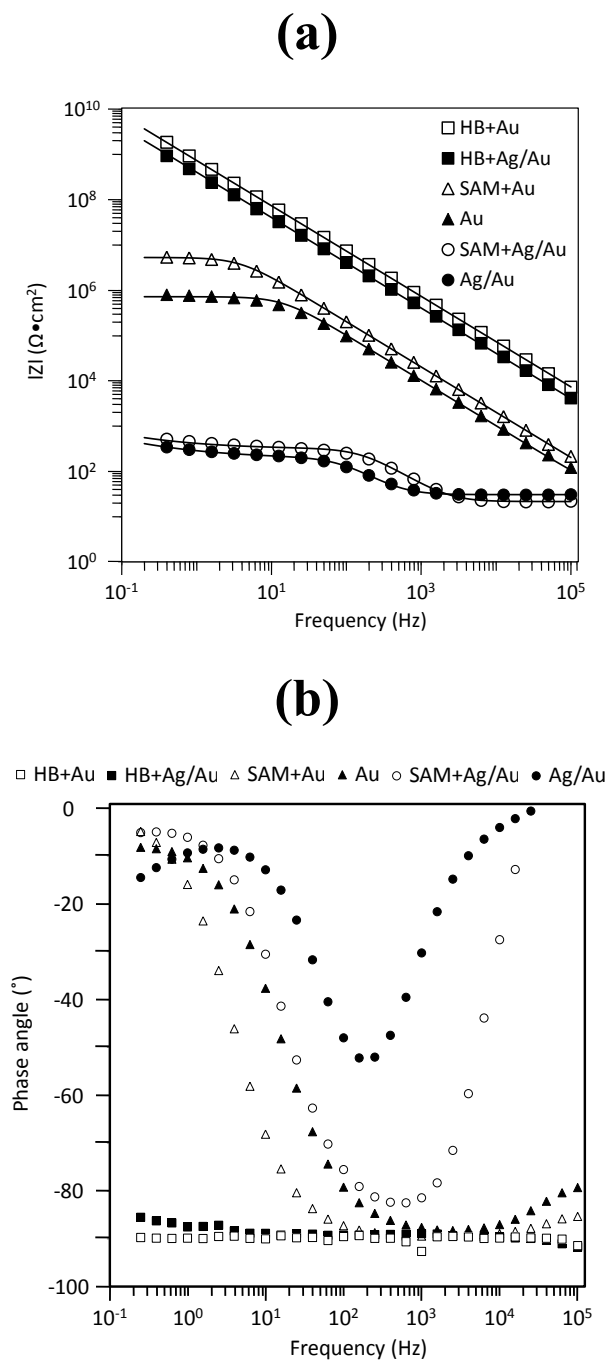 (a)
10¹⁰
10⁸
10⁶
10⁴
10²
10⁰
|Z| (Ω•cm²)
HB+Au
HB+Ag/Au
SAM+Au
Au
SAM+Ag/Au
Ag/Au
10⁻¹ 10¹ 10³ 10⁵
Frequency (Hz)
(b)
HB+Au HB+Ag/Au SAM+Au Au SAM+Ag/Au Ag/Au
0
-20
-40
-60
-80
-100
Phase angle (°)
10⁻¹ 10⁰ 10¹ 10² 10³ 10⁴ 10⁵
Frequency (Hz)